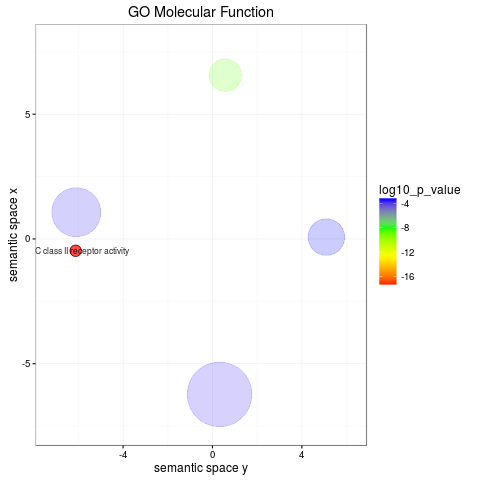 GO Molecular Function
5
0
-5
semantic space x
C class II receptor activity
-4
0
4
semantic space y
log10_p_value
-4
-8
-12
-16